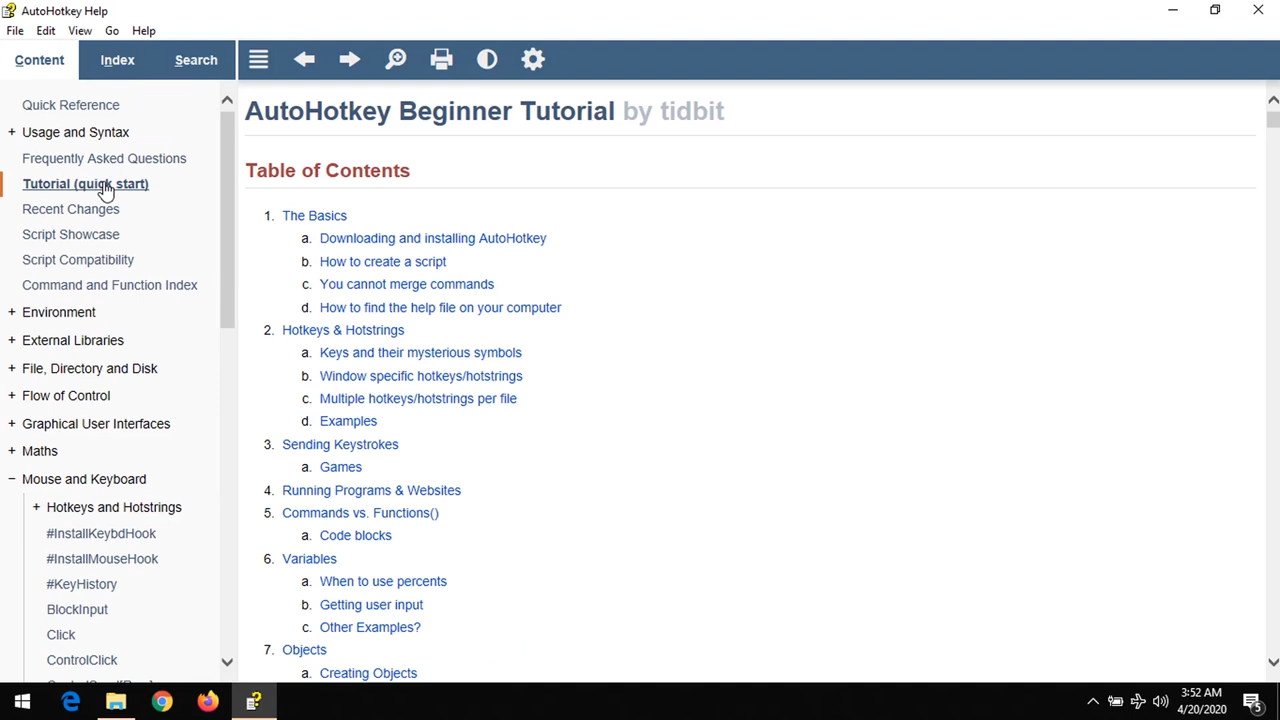 AutoHotkey Help
File Edit View Go Help
Content Index Search
Quick Reference
+ Usage and Syntax
Frequently Asked Questions
Tutorial (quick start)
Recent Changes
Script Showcase
Script Compatibility
Command and Function Index
+ Environment
+ External Libraries
+ File, Directory and Disk
+ Flow of Control
+ Graphical User Interfaces
+ Maths
− Mouse and Keyboard
+ Hotkeys and Hotstrings
#InstallKeybdHook
#InstallMouseHook
#KeyHistory
BlockInput
Click
ControlClick
AutoHotkey Beginner Tutorial by tidbit
Table of Contents
1. The Basics
a. Downloading and installing AutoHotkey
b. How to create a script
c. You cannot merge commands
d. How to find the help file on your computer
2. Hotkeys & Hotstrings
a. Keys and their mysterious symbols
b. Window specific hotkeys/hotstrings
c. Multiple hotkeys/hotstrings per file
d. Examples
3. Sending Keystrokes
a. Games
4. Running Programs & Websites
5. Commands vs. Functions()
a. Code blocks
6. Variables
a. When to use percents
b. Getting user input
c. Other Examples?
7. Objects
a. Creating Objects
3:52 AM
4/20/2020
5